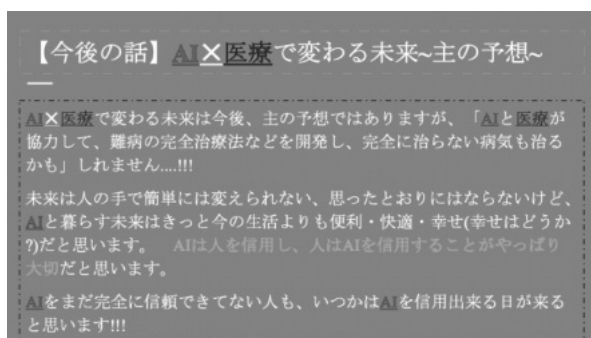 【今後の話】AI×医療で変わる未来~主の予想~
AI×医療で変わる未来は今後、主の予想ではありますが、「AIと医療が
協力して、難病の完全治療法などを開発し、完全に治らない病気も治る
かも」しれません....!!!
未来は人の手で簡単には変えられない、思ったとおりにはならないけど、
AIと暮らす未来はきっと今の生活よりも便利・快適・幸せ(幸せはどうか
?)だと思います。　AIは人を信用し、人はAIを信用することがやっぱり
大切だと思います。
AIをまだ完全に信頼できてない人も、いつかはAIを信用出来る日が来る
と思います!!!